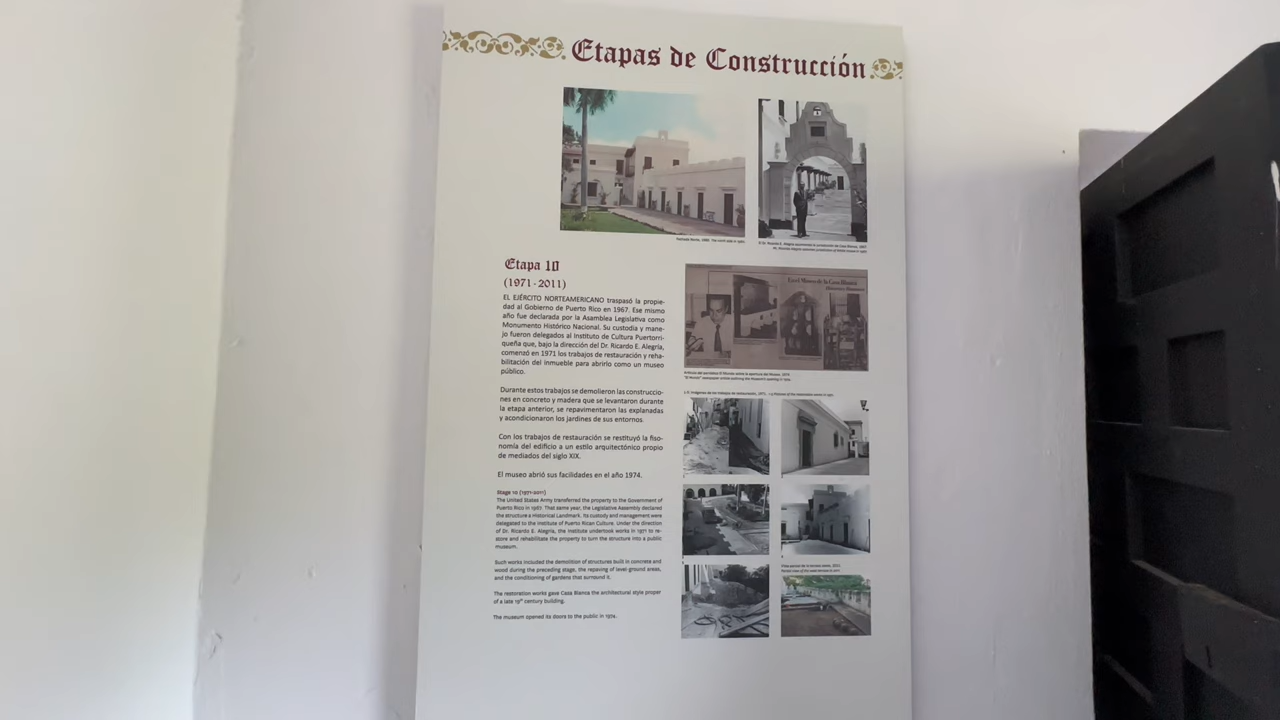 Etapas de Construcción
Etapa 10
(1971-2011)
EL EJÉRCITO NORTEAMERICANO traspasó la propie-
dad al Gobierno de Puerto Rico en 1967. Ese mismo
año fue declarada por la Asamblea Legislativa como
Monumento Histórico Nacional. Su custodia y mane-
jo fueron delegados al Instituto de Cultura Puertorri-
queña que, bajo la dirección del Dr. Ricardo E. Alegría,
comenzó en 1971 los trabajos de restauración y reha-
bilitación del inmueble para abrirlo como un museo
público.
Durante estos trabajos se demolieron las construccio-
nes en concreto y madera que se levantaron durante
la etapa anterior, se repavimentaron las explanadas
y acondicionaron los jardines de sus entornos.
Con los trabajos de restauración se restituyó la fiso-
nomía del edificio a un estilo arquitectónico propio
de mediados del siglo XIX.
El museo abrió sus facilidades en el año 1974.
Stage 10 (1971-2011)
The United States Army transferred the property to the Government of
Puerto Rico in 1967. That same year, the Legislative Assembly declared
the structure a Historical Landmark. Its custody and management were
delegated to the Institute of Puerto Rican Culture. Under the direction
of Dr. Ricardo E. Alegría, the institute undertook works in 1971 to re-
store and rehabilitate the property to turn the structure into a public
museum.
Such works included the demolition of structures built in concrete and
wood during the preceding stage, the repaving of level ground areas,
and the conditioning of gardens that surround it.
The restoration works gave Casa Blanca the architectural style proper
of a late 19th century building.
The museum opened its doors to the public in 1974.
En el Museo de la Casa Blanca